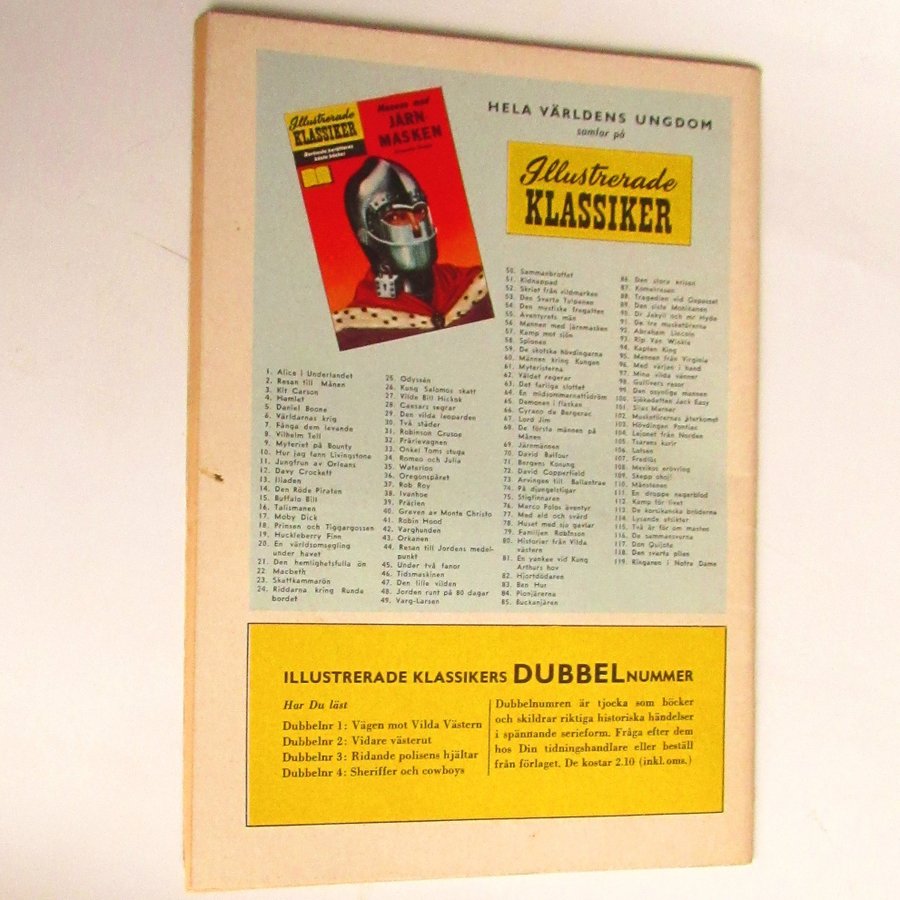 Illustrerade
KLASSIKER
Mannen med
JÄRN
MASKEN
HELA VÄRLDENS UNGDOM
samlar på
Illustrerade
KLASSIKER
1. Alice i Underlandet
2. Resan till Månen
3. Kit Carson
4. Hamlet
5. Daniel Boone
6. Världarnas krig
7. Fånga dem levande
8. Vilhelm Tell
9. Myteriet på Bounty
10. Hur jag fann Livingstone
11. Jungfrun av Orleans
12. Davy Crockett
13. Iliaden
14. Den Röde Piraten
15. Buffalo Bill
16. Talismanen
17. Moby Dick
18. Prinsen och Tiggargossen
19. Huckleberry Finn
20. En världsomsegling
under havet
21. Den hemlighetsfulla ön
22. Macbeth
23. Skattkammarön
24. Riddarna kring Runda
bordet
25. Odyssén
26. Kung Salomos skatt
27. Vilde Bill Hickok
28. Caesars segrar
29. Den vilda leoparden
30. Två städer
31. Robinson Crusoe
32. Prärievagnen
33. Onkel Toms stuga
34. Romeo och Julia
35. Waterloo
36. Oregonspåret
37. Rob Roy
38. Ivanhoe
39. Prärien
40. Greven av Monte Christo
41. Robin Hood
42. Varghunden
43. Orkanen
44. Resan till Jordens medel-
punkt
45. Under två fanor
46. Tidsmaskinen
47. Den lille vilden
48. Jorden runt på 80 dagar
49. Varg-Larsen
50. Sammanbrottet
51. Kidnappad
52. Skriet från vildmarken
53. Den Svarta Tulpanen
54. Den mystiska fregatten
55. Äventyrets män
56. Mannen med järnmasken
57. Kamp mot sjön
58. Spionen
59. De skotska hövdingarna
60. Männen kring Kungen
61. Myteristerna
62. Våldet regerar
63. Det farliga slottet
64. En midsommarnattsdröm
65. Demonen i flaskan
66. Cyrano de Bergerac
67. Lord Jim
68. De första männen på
Månen
69. Järnmannen
70. David Balfour
71. Bergens Konung
72. David Copperfield
73. Arvingen till Ballantrae
74. På djungelstigar
75. Stigfinnaren
76. Marco Polos äventyr
77. Med eld och svärd
78. Huset med sju gavlar
79. Familjen Robinson
80. Historier från Vilda
västern
81. En yankee vid Kung
Arthurs hov
82. Hjortdödaren
83. Ben Hur
84. Pionjärerna
85. Buckanjären
86. Den stora krisen
87. Kometresan
88. Tragedien vid
89. Den siste Mohikanen
90. Dr Jekyll och mr Hyde
91. De tre musketörerna
92. Abraham Lincoln
93. Rip Van Winkle
94. Kapten King
95. Mannen från Virginia
96. Med värjan i hand
97. Mina vilda vänner
98. Gullivers resor
99. Den osynlige mannen
100. Sjökadetten Jack Easy
101. Silas Marner
102. Musketörernas återkomst
103. Hövdingen Pontiac
104. Lejonet från Norden
105. Tsarens kurir
106. Lotsen
107. Fredlös
108. Mexikos erövring
109. Skepp ohoj!
110. Månstenen
111. En droppe negerblod
112. Kamp för livet
113. De korsikanska bröderna
114. Lysande utsikter
115. Två år för om masten
116. De sammansvurna
117. Don Quijote
118. Den svarta pilen
119. Ringaren i Notre Dame
ILLUSTRERADE KLASSIKERS DUBBELNUMMER
Har Du läst
Dubbelnr 1: Vägen mot Vilda Västern
Dubbelnr 2: Vidare västerut
Dubbelnr 3: Ridande polisens hjältar
Dubbelnr 4: Sheriffer och cowboys
Dubbelnumren är tjocka som böcker
och skildrar riktiga historiska händelser
i spännande serieform. Fråga efter dem
hos Din tidningshandlare eller beställ
från förlaget. De kostar 2.10 (inkl.oms.)